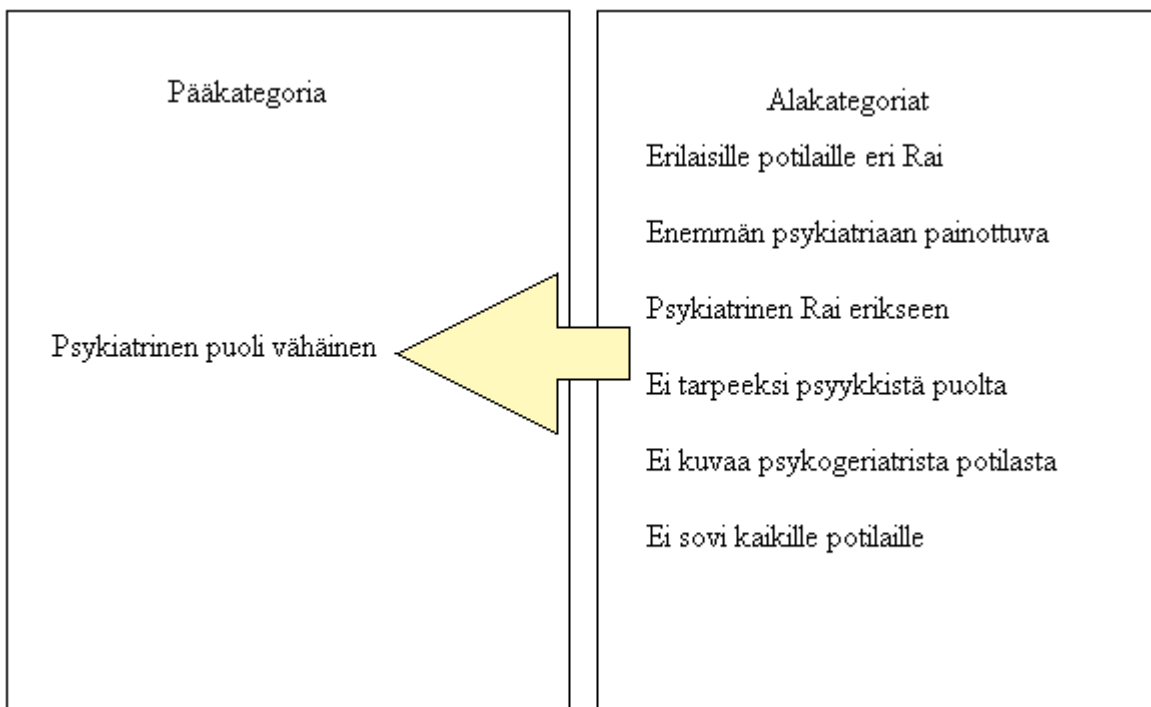 Pääkategoria
Psykiatrinen puoli vähäinen
Alakategoriat
Erilaisille potilaille eri Rai
Enemmän psykiatriaan painottuva
Psykiatrinen Rai erikseen
Ei tarpeeksi psyykkistä puolta
Ei kuvaa psykogeriatrista potilasta
Ei sovi kaikille potilaille